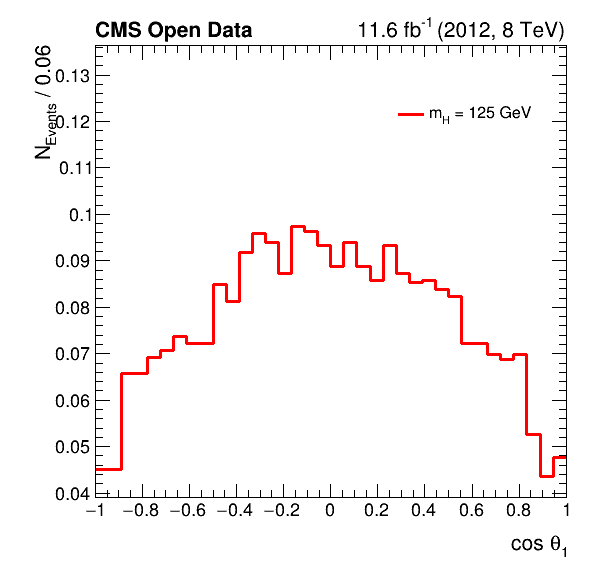 CMS Open Data 11.6 fb⁻¹ (2012, 8 TeV)
N_Events / 0.06
0.13
m_H = 125 GeV
0.12
0.11
0.1
0.09
0.08
0.07
0.06
0.05
0.04
−1 −0.8 −0.6 −0.4 −0.2 0 0.2 0.4 0.6 0.8 1
cos θ₁